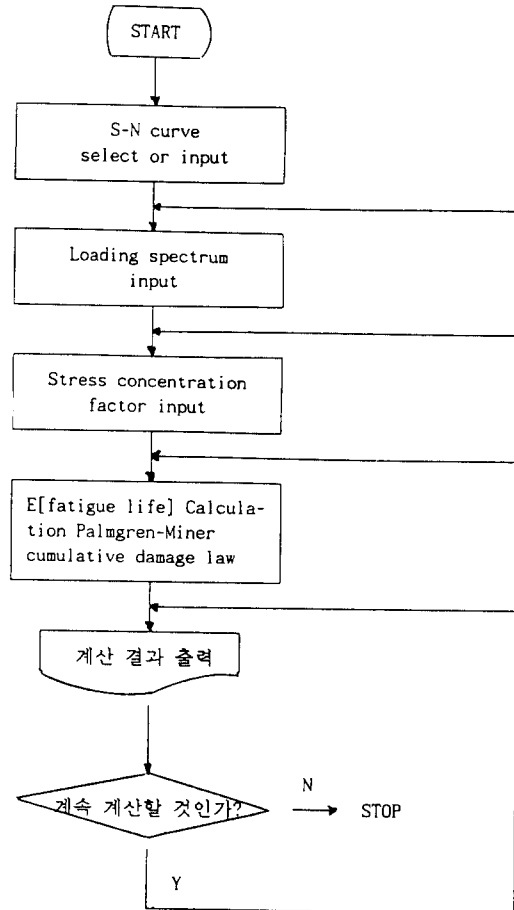 START
S-N curve
select or input
Loading spectrum
input
Stress concentration
factor input
E[fatigue life] Calcula-
tion Palmgren-Miner
cumulative damage law
계산 결과 출력
계속 계산할 것인가?
N
STOP
Y